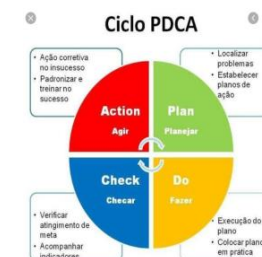 Ciclo PDCA
• Ação corretiva
no insucesso
• Padronizar e
treinar no
sucesso
• Localizar
problemas
• Estabelecer
planos de
ação
Action
Agir
Plan
Planejar
Check
Checar
Do
Fazer
• Verificar
atingimento de
meta
• Acompanhar
indicadores
• Execução do
plano
• Colocar plano
em prática